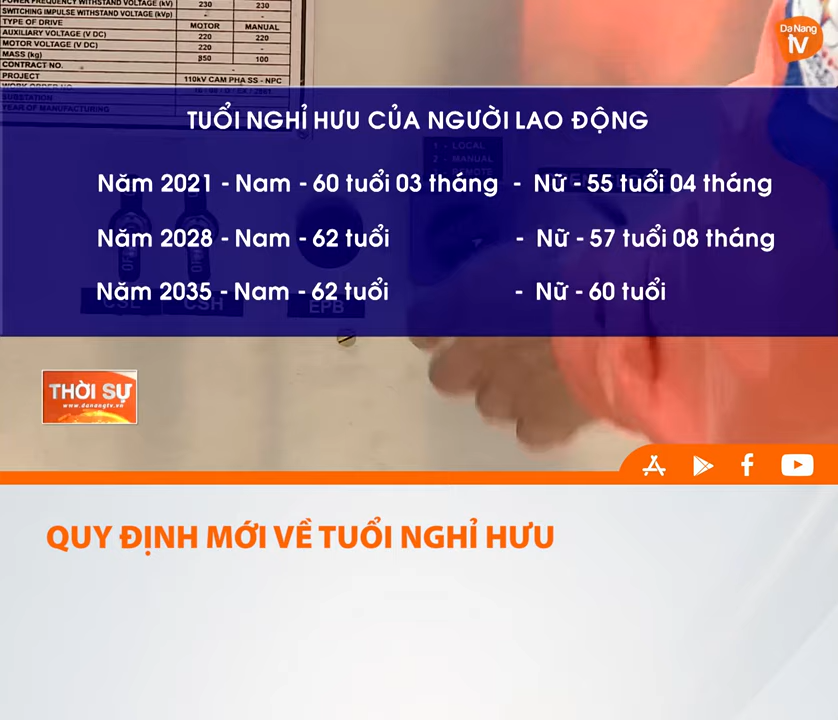 POWER FREQUENCY WITHSTAND VOLTAGE (kV) 230 230
SWITCHING IMPULSE WITHSTAND VOLTAGE (kVp) - -
TYPE OF DRIVE MOTOR MANUAL
AUXILIARY VOLTAGE (V DC) 220 220
MOTOR VOLTAGE (V DC) 220 -
MASS (kg) 850 100
CONTRACT NO.
PROJECT 110kV CAM PHA SS - NPC
WORK ORDER NO
SUBSTATION
YEAR OF MANUFACTURING
Da Nang
tv
TUỔI NGHỈ HƯU CỦA NGƯỜI LAO ĐỘNG
1 - LOCAL
2 - MANUAL
Năm 2021 - Nam - 60 tuổi 03 tháng - Nữ - 55 tuổi 04 tháng
Năm 2028 - Nam - 62 tuổi - Nữ - 57 tuổi 08 tháng
Năm 2035 - Nam - 62 tuổi - Nữ - 60 tuổi
CSH
EPB
THỜI SỰ
www.danangtv.vn
QUY ĐỊNH MỚI VỀ TUỔI NGHỈ HƯU